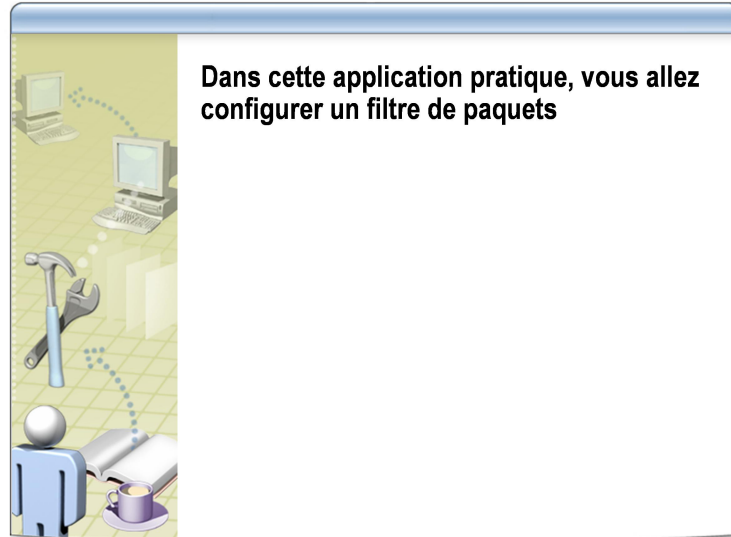 Dans cette application pratique, vous allez
configurer un filtre de paquets